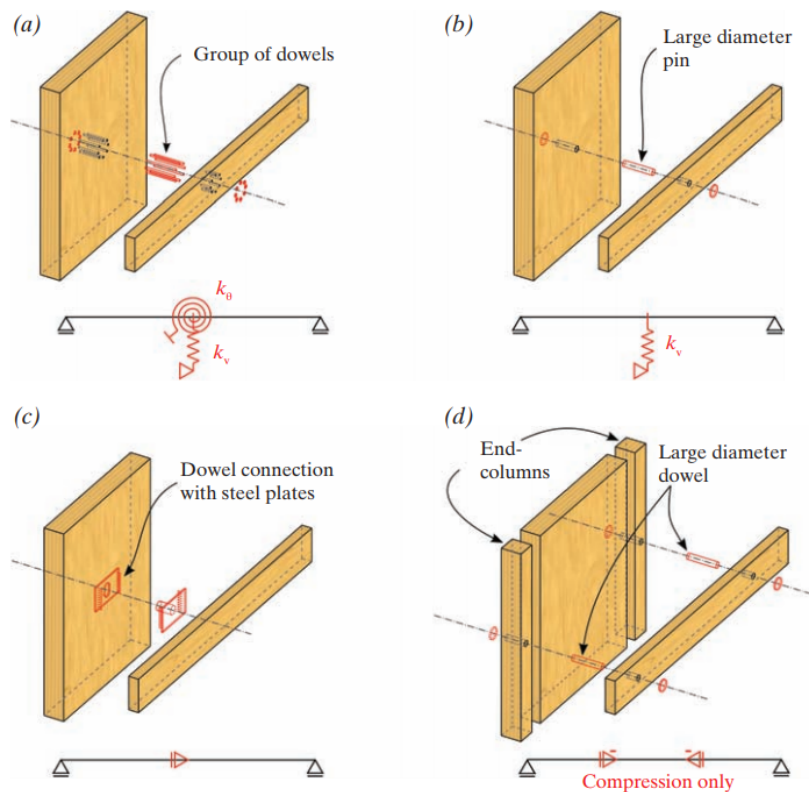 (a)
Group of dowels
kθ
kv
(b)
Large diameter
pin
kv
(c)
Dowel connection
with steel plates
(d)
End-
columns
Large diameter
dowel
Compression only